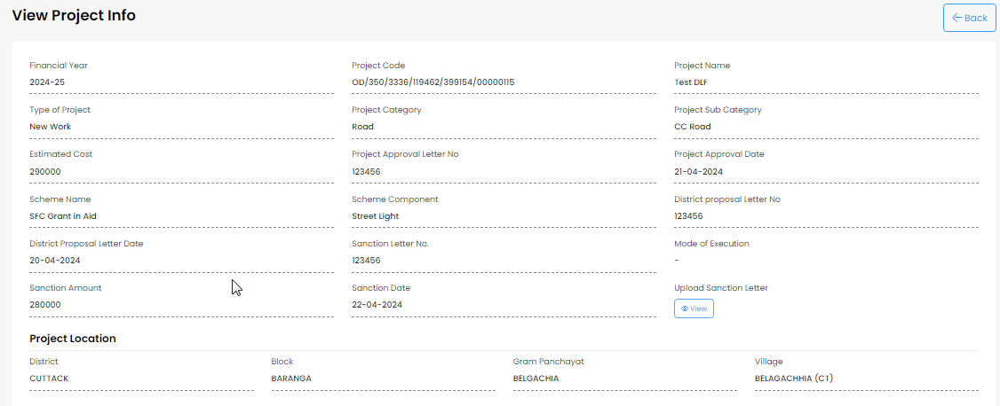 View Project Info
Back
Financial Year Project Code Project Name
2024-25 OD/350/3336/119462/399154/00000115 Test DLF
Type of Project Project Category Project Sub Category
New Work Road CC Road
Estimated Cost Project Approval Letter No Project Approval Date
290000 123456 21-04-2024
Scheme Name Scheme Component District proposal Letter No
SFC Grant in Aid Street Light 123456
District Proposal Letter Date Sanction Letter No. Mode of Execution
20-04-2024 123456 -
Sanction Amount Sanction Date Upload Sanction Letter
280000 22-04-2024 View
Project Location
District Block Gram Panchayat Village
CUTTACK BARANGA BELGACHIA BELAGACHHIA (CT)